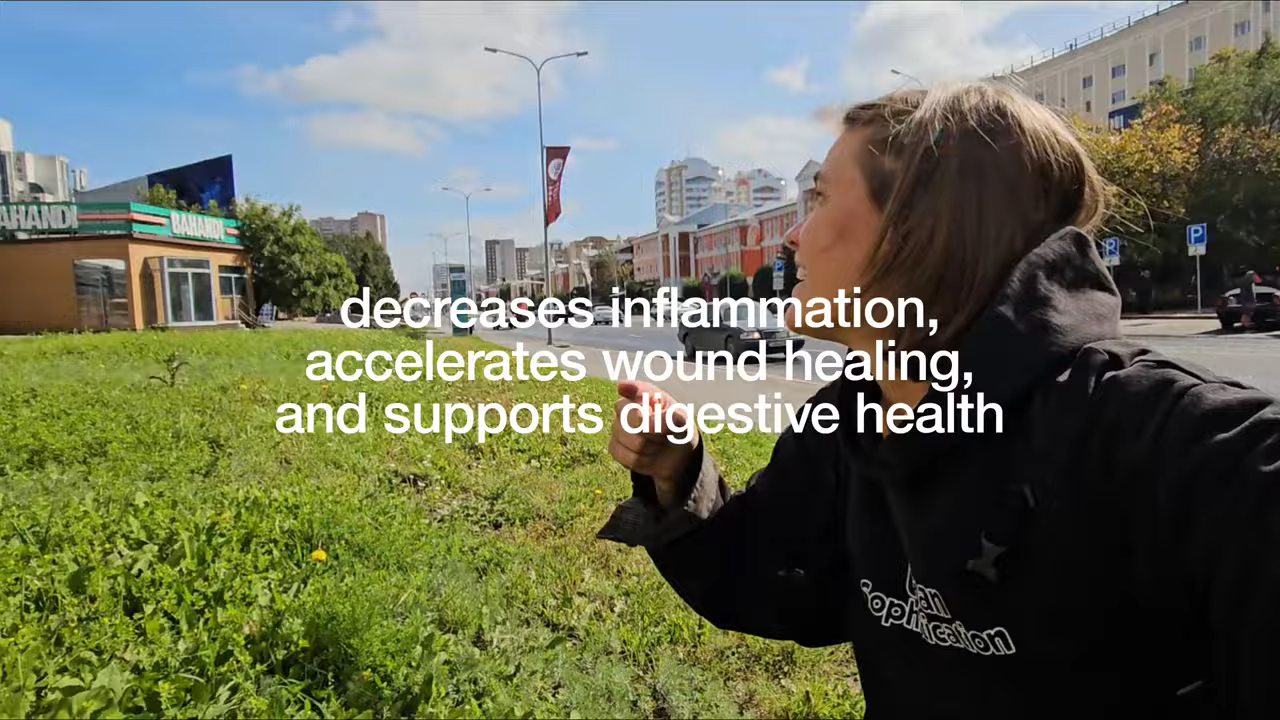 BAHANDI
BAHANDI
P
P
decreases inflammation,
accelerates wound healing,
and supports digestive health